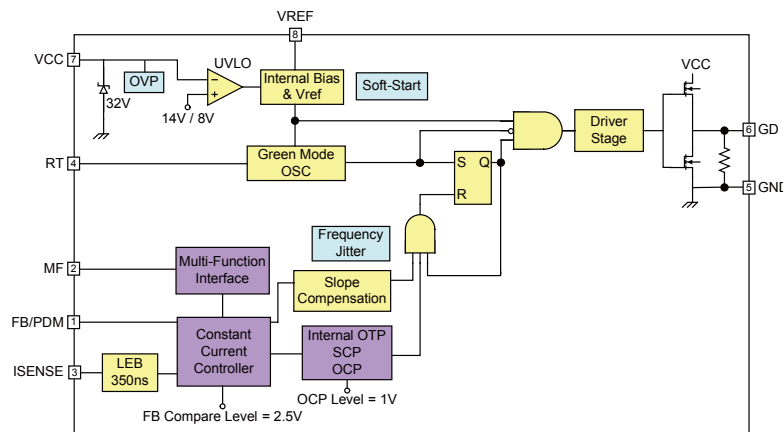 VREF
8
VCC
7
UVLO
OVP
32V
−
+
14V / 8V
Internal Bias
& Vref
Soft-Start
VCC
Driver
Stage
6
GD
RT
4
Green Mode
OSC
S
Q
R
5
GND
Frequency
Jitter
MF
2
Multi-Function
Interface
Slope
Compensation
FB/PDM
1
Constant
Current
Controller
Internal OTP
SCP
OCP
ISENSE
3
LEB
350ns
OCP Level = 1V
FB Compare Level = 2.5V